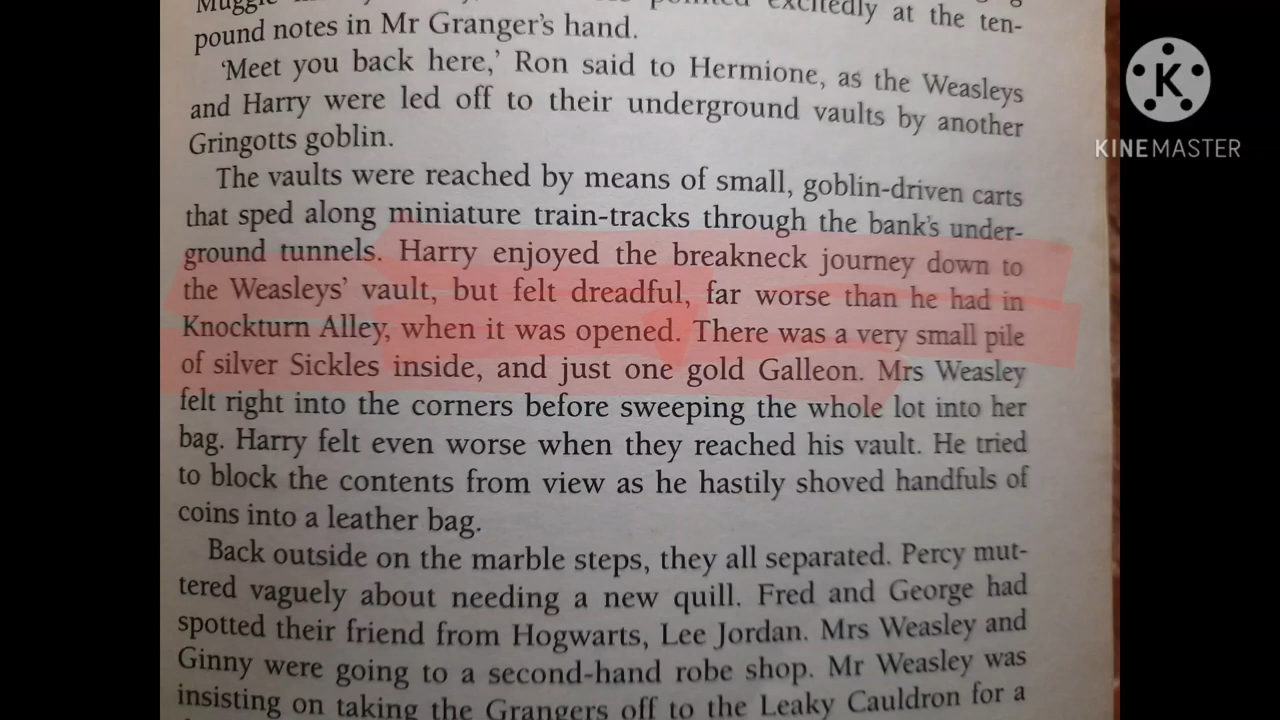 excitedly at the ten-
pound notes in Mr Granger's hand.
'Meet you back here,' Ron said to Hermione, as the Weasleys
and Harry were led off to their underground vaults by another
Gringotts goblin.
The vaults were reached by means of small, goblin-driven carts
that sped along miniature train-tracks through the bank's under-
ground tunnels. Harry enjoyed the breakneck journey down to
the Weasleys' vault, but felt dreadful, far worse than he had in
Knockturn Alley, when it was opened. There was a very small pile
of silver Sickles inside, and just one gold Galleon. Mrs Weasley
felt right into the corners before sweeping the whole lot into her
bag. Harry felt even worse when they reached his vault. He tried
to block the contents from view as he hastily shoved handfuls of
coins into a leather bag.
Back outside on the marble steps, they all separated. Percy mut-
tered vaguely about needing a new quill. Fred and George had
spotted their friend from Hogwarts, Lee Jordan. Mrs Weasley and
Ginny were going to a second-hand robe shop. Mr Weasley was
insisting on taking the Grangers off to the Leaky Cauldron for a
K
KINEMASTER